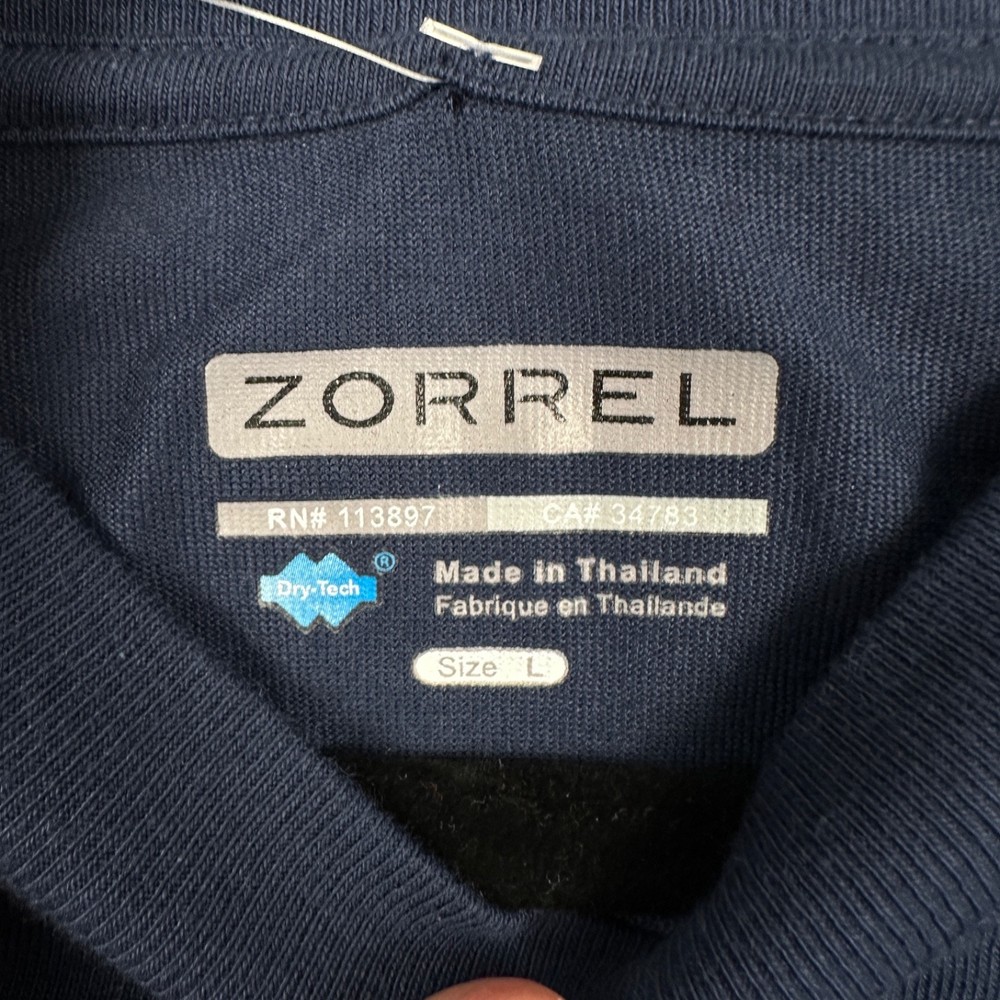 ZORREL
RN# 113897 CA# 34783
Dry-Tech ®
Made in Thailand
Fabrique en Thailande
Size L